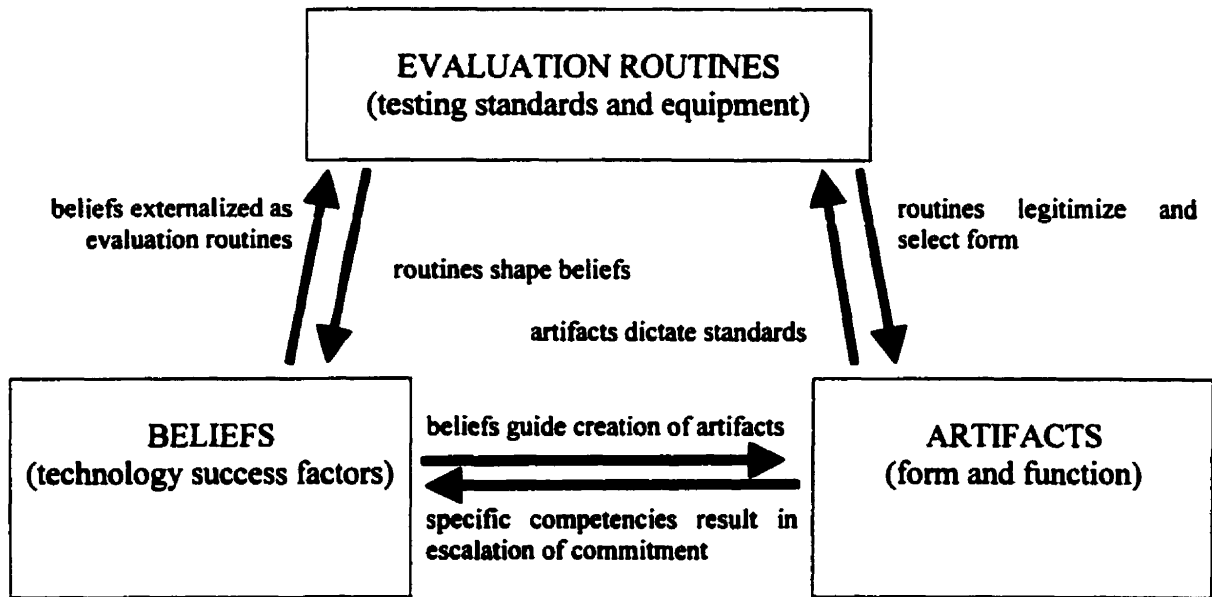 EVALUATION ROUTINES
(testing standards and equipment)
beliefs externalized as
evaluation routines
routines legitimize and
select form
routines shape beliefs
artifacts dictate standards
BELIEFS
(technology success factors)
beliefs guide creation of artifacts
specific competencies result in
escalation of commitment
ARTIFACTS
(form and function)